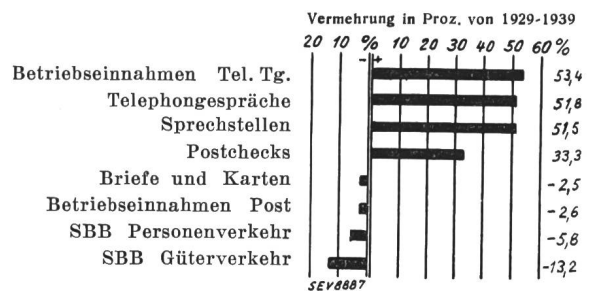 Vermehrung in Proz. von 1929-1939
20 10 % 10 20 30 40 50 60 %
- +
Betriebseinnahmen Tel. Tg. 53,4
Telephongespräche 51,8
Sprechstellen 51,5
Postchecks 33,3
Briefe und Karten -2,5
Betriebseinnahmen Post -2,6
SBB Personenverkehr -5,8
SBB Güterverkehr -13,2
SEV8887